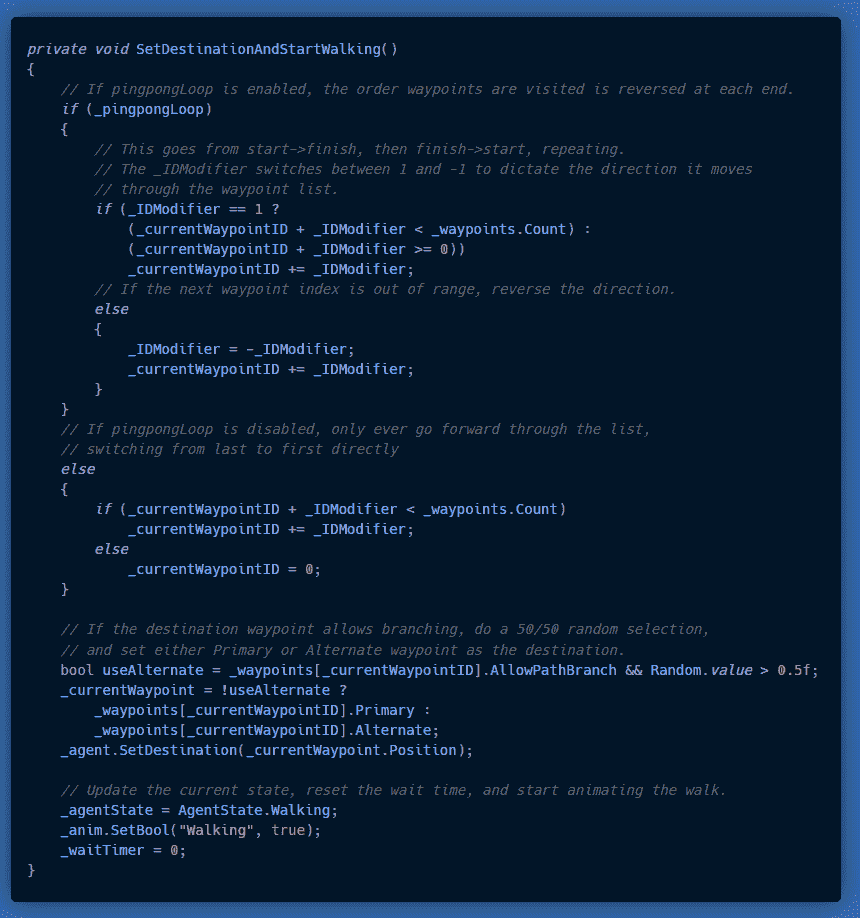 private void SetDestinationAndStartWalking()
{
    // If pingpongLoop is enabled, the order waypoints are visited is reversed at each end.
    if (_pingpongLoop)
    {
        // This goes from start->finish, then finish->start, repeating.
        // The _IDModifier switches between 1 and -1 to dictate the direction it moves
        // through the waypoint list.
        if (_IDModifier == 1 ?
            (_currentWaypointID + _IDModifier < _waypoints.Count) :
            (_currentWaypointID + _IDModifier >= 0))
            _currentWaypointID += _IDModifier;
        // If the next waypoint index is out of range, reverse the direction.
        else
        {
            _IDModifier = -_IDModifier;
            _currentWaypointID += _IDModifier;
        }
    }
    // If pingpongLoop is disabled, only ever go forward through the list,
    // switching from last to first directly
    else
    {
        if (_currentWaypointID + _IDModifier < _waypoints.Count)
            _currentWaypointID += _IDModifier;
        else
            _currentWaypointID = 0;
    }

    // If the destination waypoint allows branching, do a 50/50 random selection,
    // and set either Primary or Alternate waypoint as the destination.
    bool useAlternate = _waypoints[_currentWaypointID].AllowPathBranch && Random.value > 0.5f;
    _currentWaypoint = !useAlternate ?
        _waypoints[_currentWaypointID].Primary :
        _waypoints[_currentWaypointID].Alternate;
    _agent.SetDestination(_currentWaypoint.Position);

    // Update the current state, reset the wait time, and start animating the walk.
    _agentState = AgentState.Walking;
    _anim.SetBool("Walking", true);
    _waitTimer = 0;
}